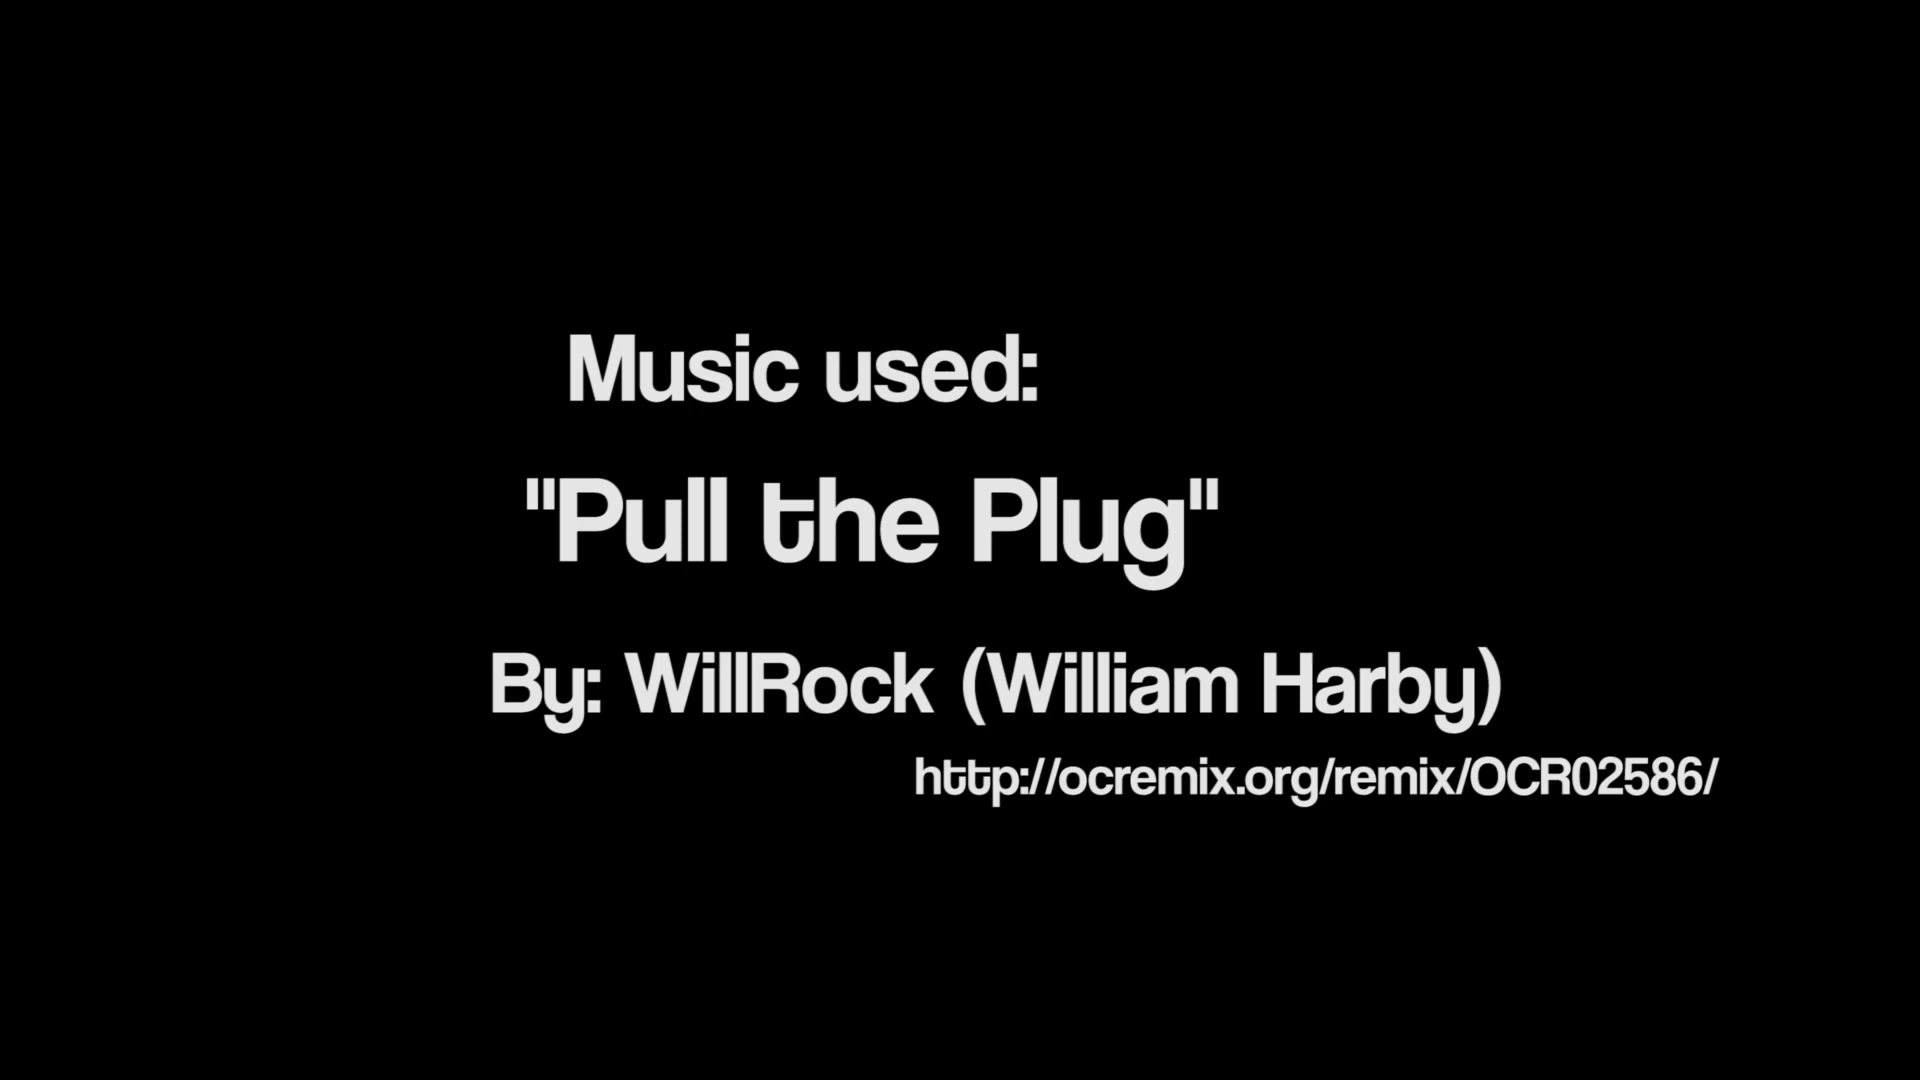 Music used:
"Pull the Plug"
By: WillRock (William Harby)
http://ocremix.org/remix/OCR02586/